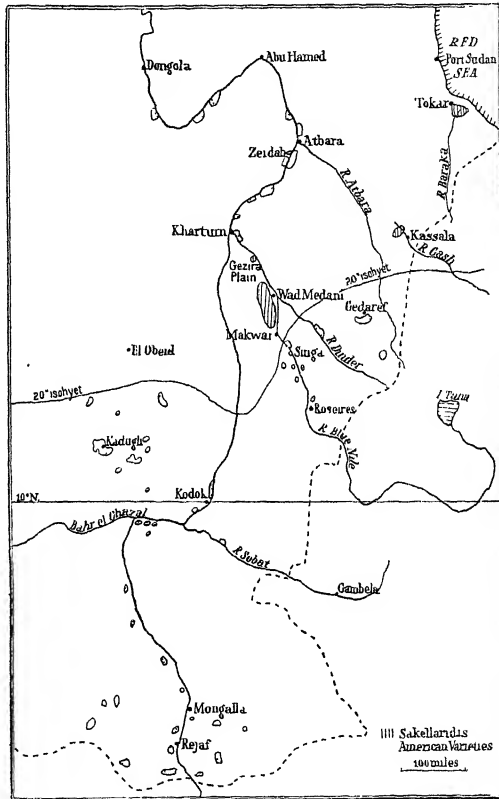 RED
Port Sudan
SEA
Dongola
Abu Hamed
Tokar
Atbara
Zeidab
R Atbara
R Baraka
Khartum
Kassala
R Gash
Gezira
Plain
20" isohyet
Wad Medani
Gedaref
Makwar
R Dinder
El Obeid
Singa
20" isohyet
Roseires
L Tana
R Blue Nile
Kadugli
10° N.
Kodok
Bahr el Ghazal
R Sobat
Gambela
Mongalla
Rejaf
Sakellaridis
American Varieties
100 miles